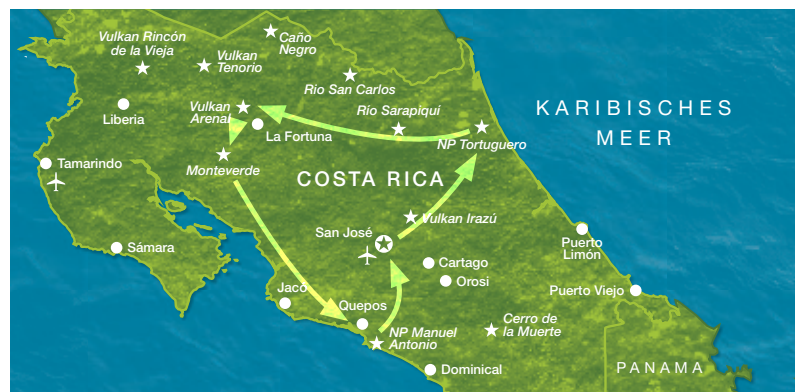 Vulkan Rincón
de la Vieja
Vulkan
Tenorio
Caño
Negro
Rio San Carlos
Liberia
Vulkan
Arenal
La Fortuna
Rio Sarapiqui
NP Tortuguero
KARIBISCHES
MEER
Tamarindo
Monteverde
COSTA RICA
Vulkan Irazú
San José
Sámara
Puerto
Limón
Cartago
Orosi
Jaco
Quepos
Puerto Viejo
NP Manuel
Antonio
Cerro de
la Muerte
Dominical
PANAMA